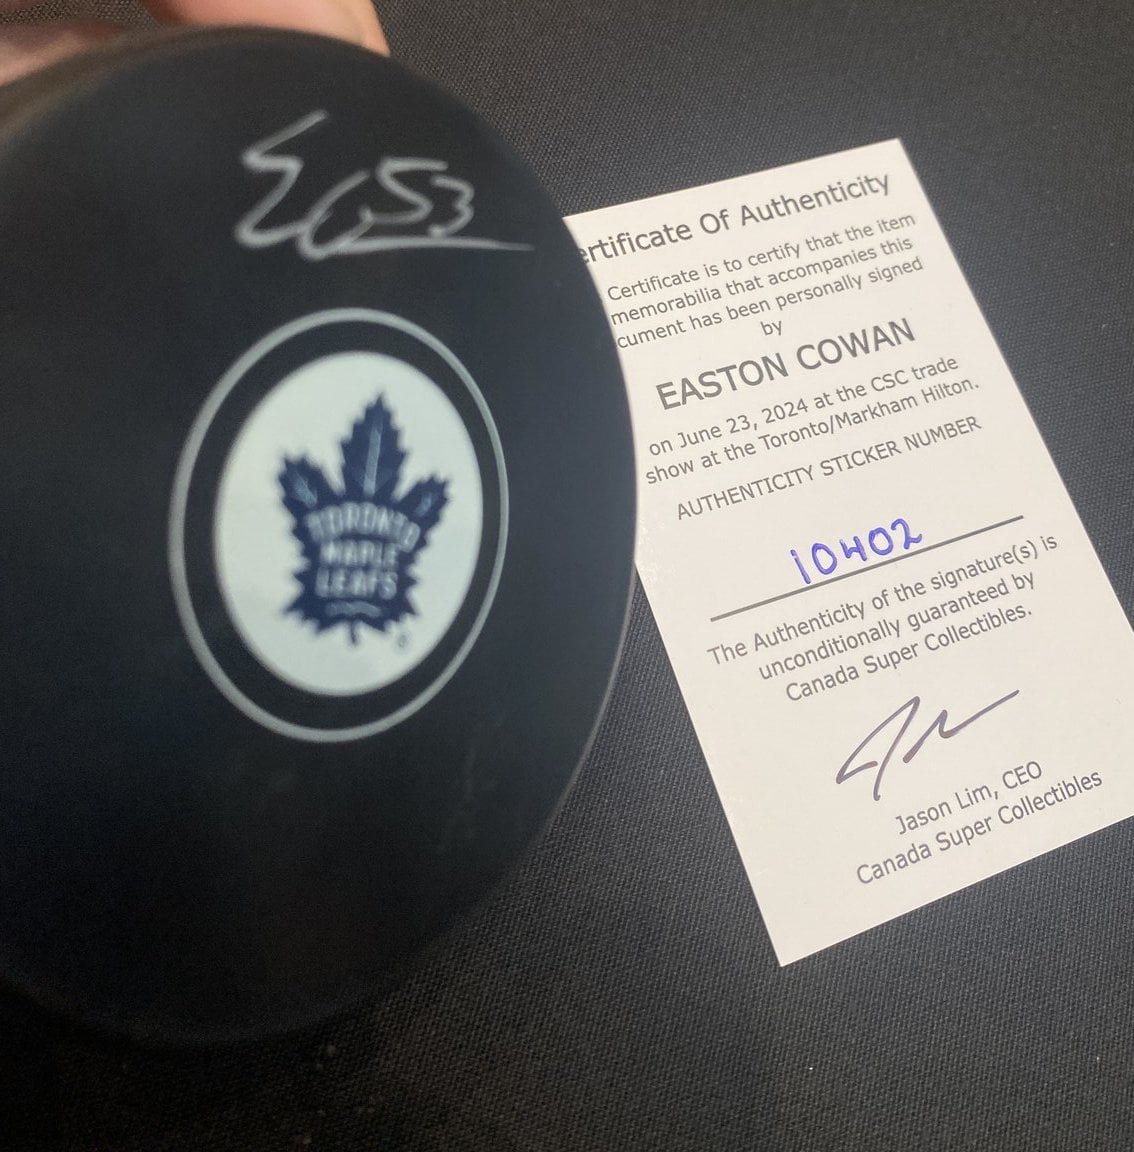 EC 53
TORONTO
MAPLE
LEAFS
ertificate Of Authenticity
Certificate is to certify that the item
memorabilia that accompanies this
cument has been personally signed
by
EASTON COWAN
on June 23, 2024 at the CSC trade
show at the Toronto/Markham Hilton.
AUTHENTICITY STICKER NUMBER
10402
The Authenticity of the signature(s) is
unconditionally guaranteed by
Canada Super Collectibles.
Jason Lim, CEO
Canada Super Collectibles